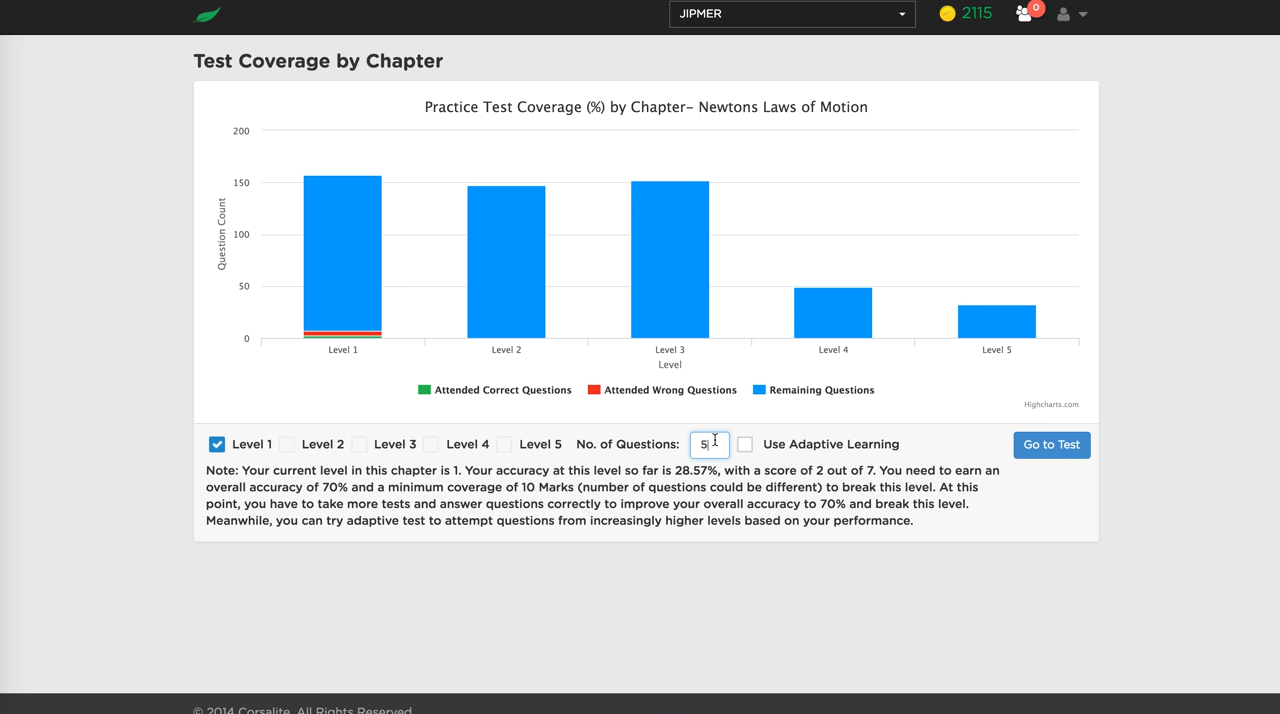 JIPMER 2115 0
Test Coverage by Chapter
Practice Test Coverage (%) by Chapter– Newtons Laws of Motion
200
150
100
50
0
Question Count
Level 1 Level 2 Level 3 Level 4 Level 5
Level
Attended Correct Questions Attended Wrong Questions Remaining Questions
Highcharts.com
Level 1 Level 2 Level 3 Level 4 Level 5 No. of Questions: 5 Use Adaptive Learning Go to Test
Note: Your current level in this chapter is 1. Your accuracy at this level so far is 28.57%, with a score of 2 out of 7. You need to earn an
overall accuracy of 70% and a minimum coverage of 10 Marks (number of questions could be different) to break this level. At this
point, you have to take more tests and answer questions correctly to improve your overall accuracy to 70% and break this level.
Meanwhile, you can try adaptive test to attempt questions from increasingly higher levels based on your performance.
© 2014 Corsalite. All Rights Reserved